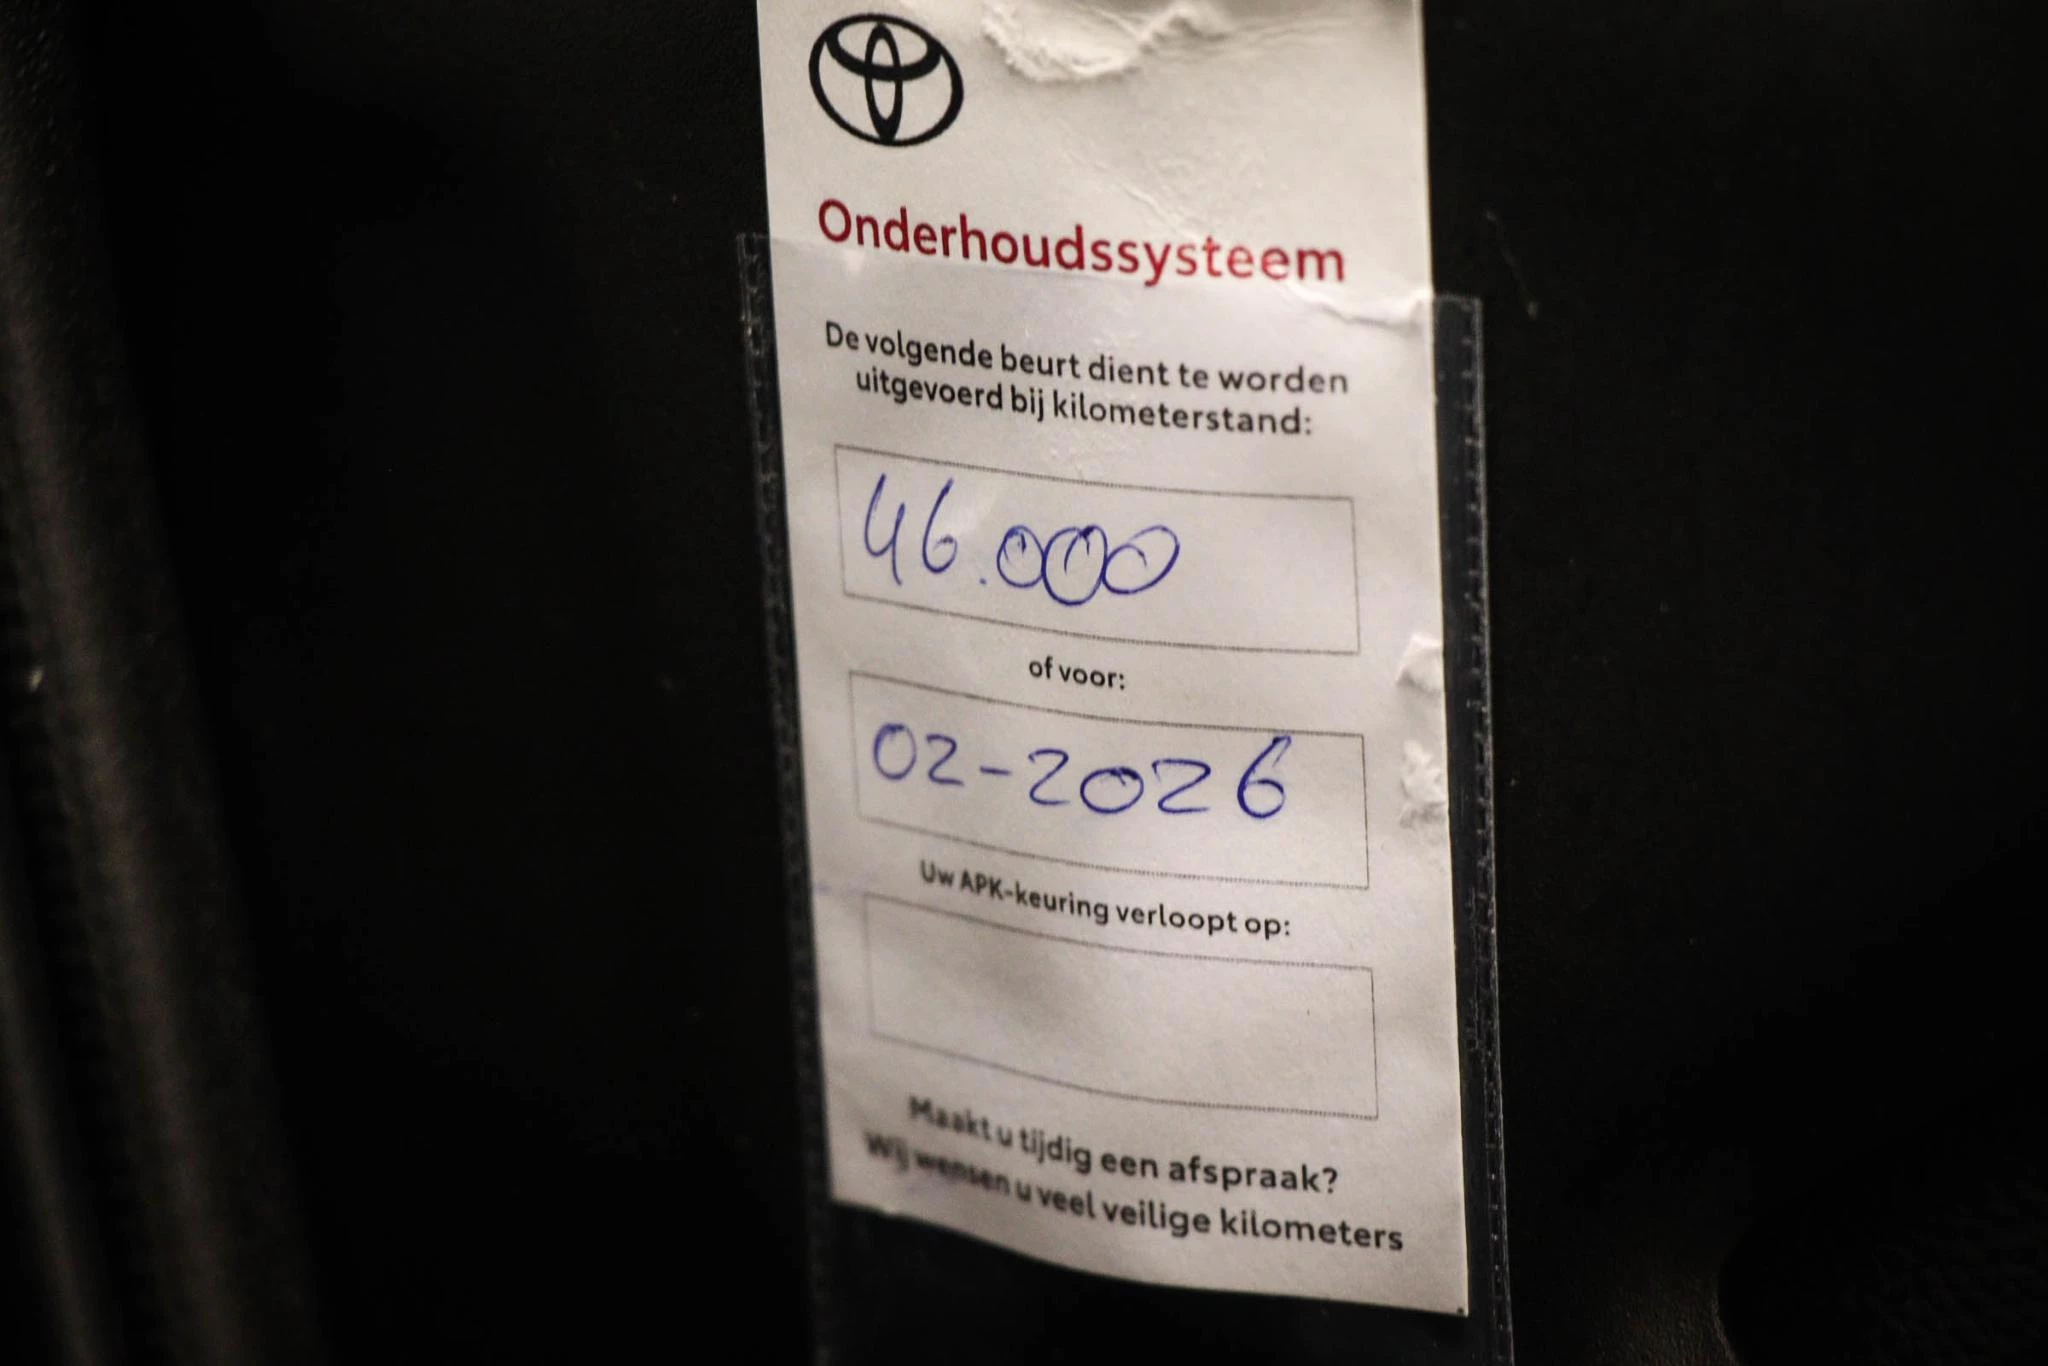 Onderhoudssysteem
De volgende beurt dient te worden
uitgevoerd bij kilometerstand:
46.000
of voor:
02-2026
Uw APK-keuring verloopt op:
Maakt u tijdig een afspraak?
Wij wensen u veel veilige kilometers